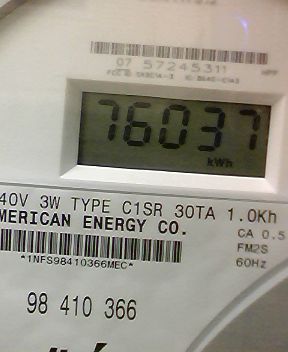 07 57245311
76037
kWh
40V 3W TYPE C1SR 30TA 1.0Kh
MERICAN ENERGY CO.
CA 0.5
FM2S
60Hz
*1NFS98410366MEC*
98 410 366